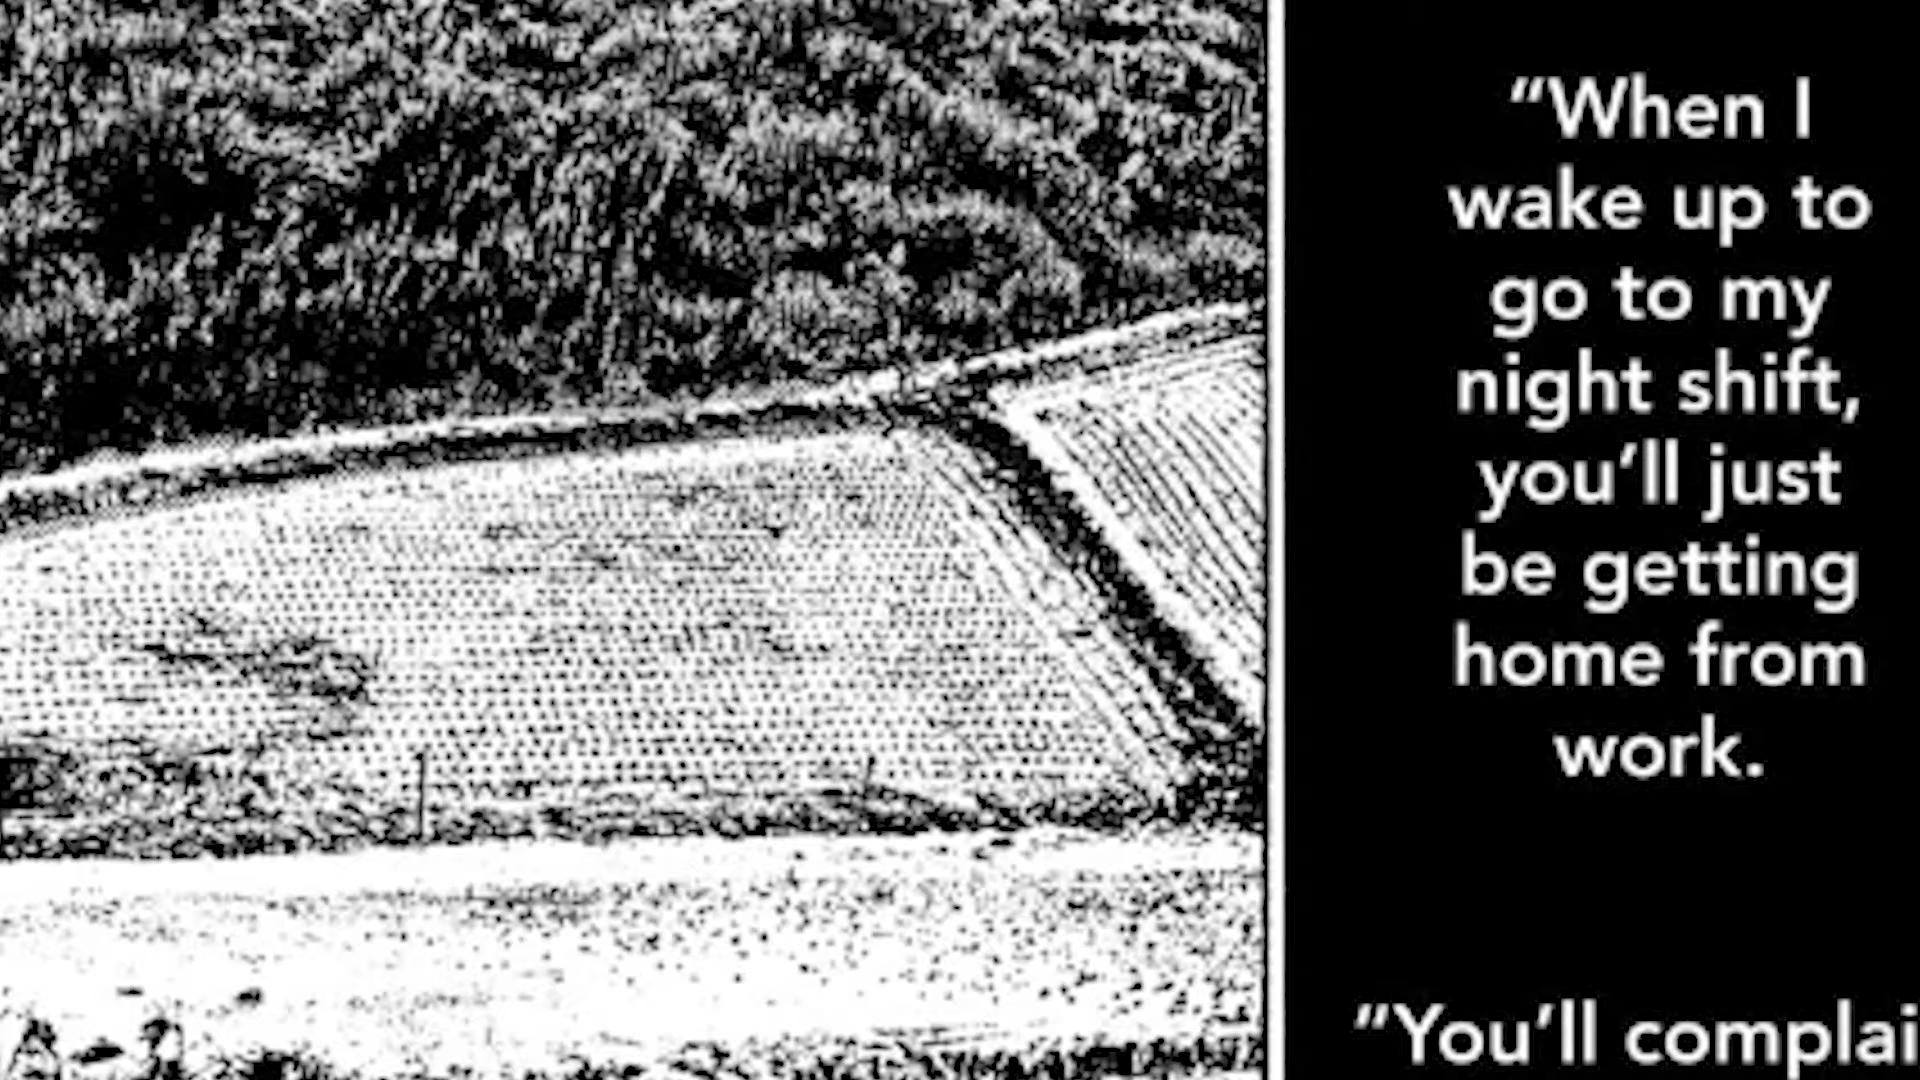 “When I
wake up to
go to my
night shift,
you’ll just
be getting
home from
work.
“You’ll complai